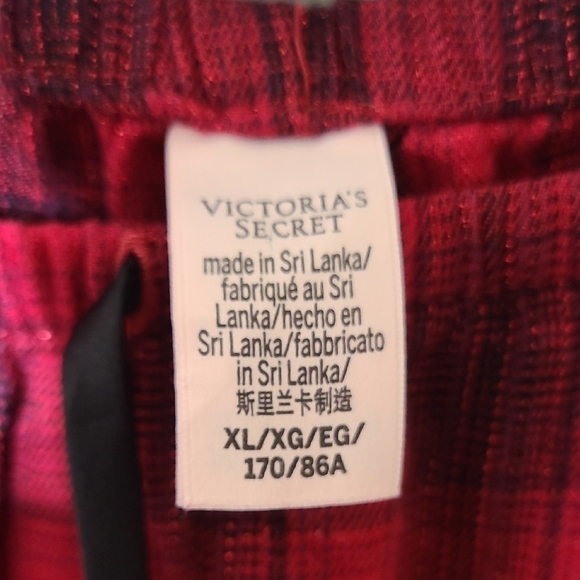 VICTORIA'S
SECRET
made in Sri Lanka/
fabriqué au Sri
Lanka/hecho en
Sri Lanka/fabbricato
in Sri Lanka/
斯里兰卡制造
XL/XG/EG/
170/86A